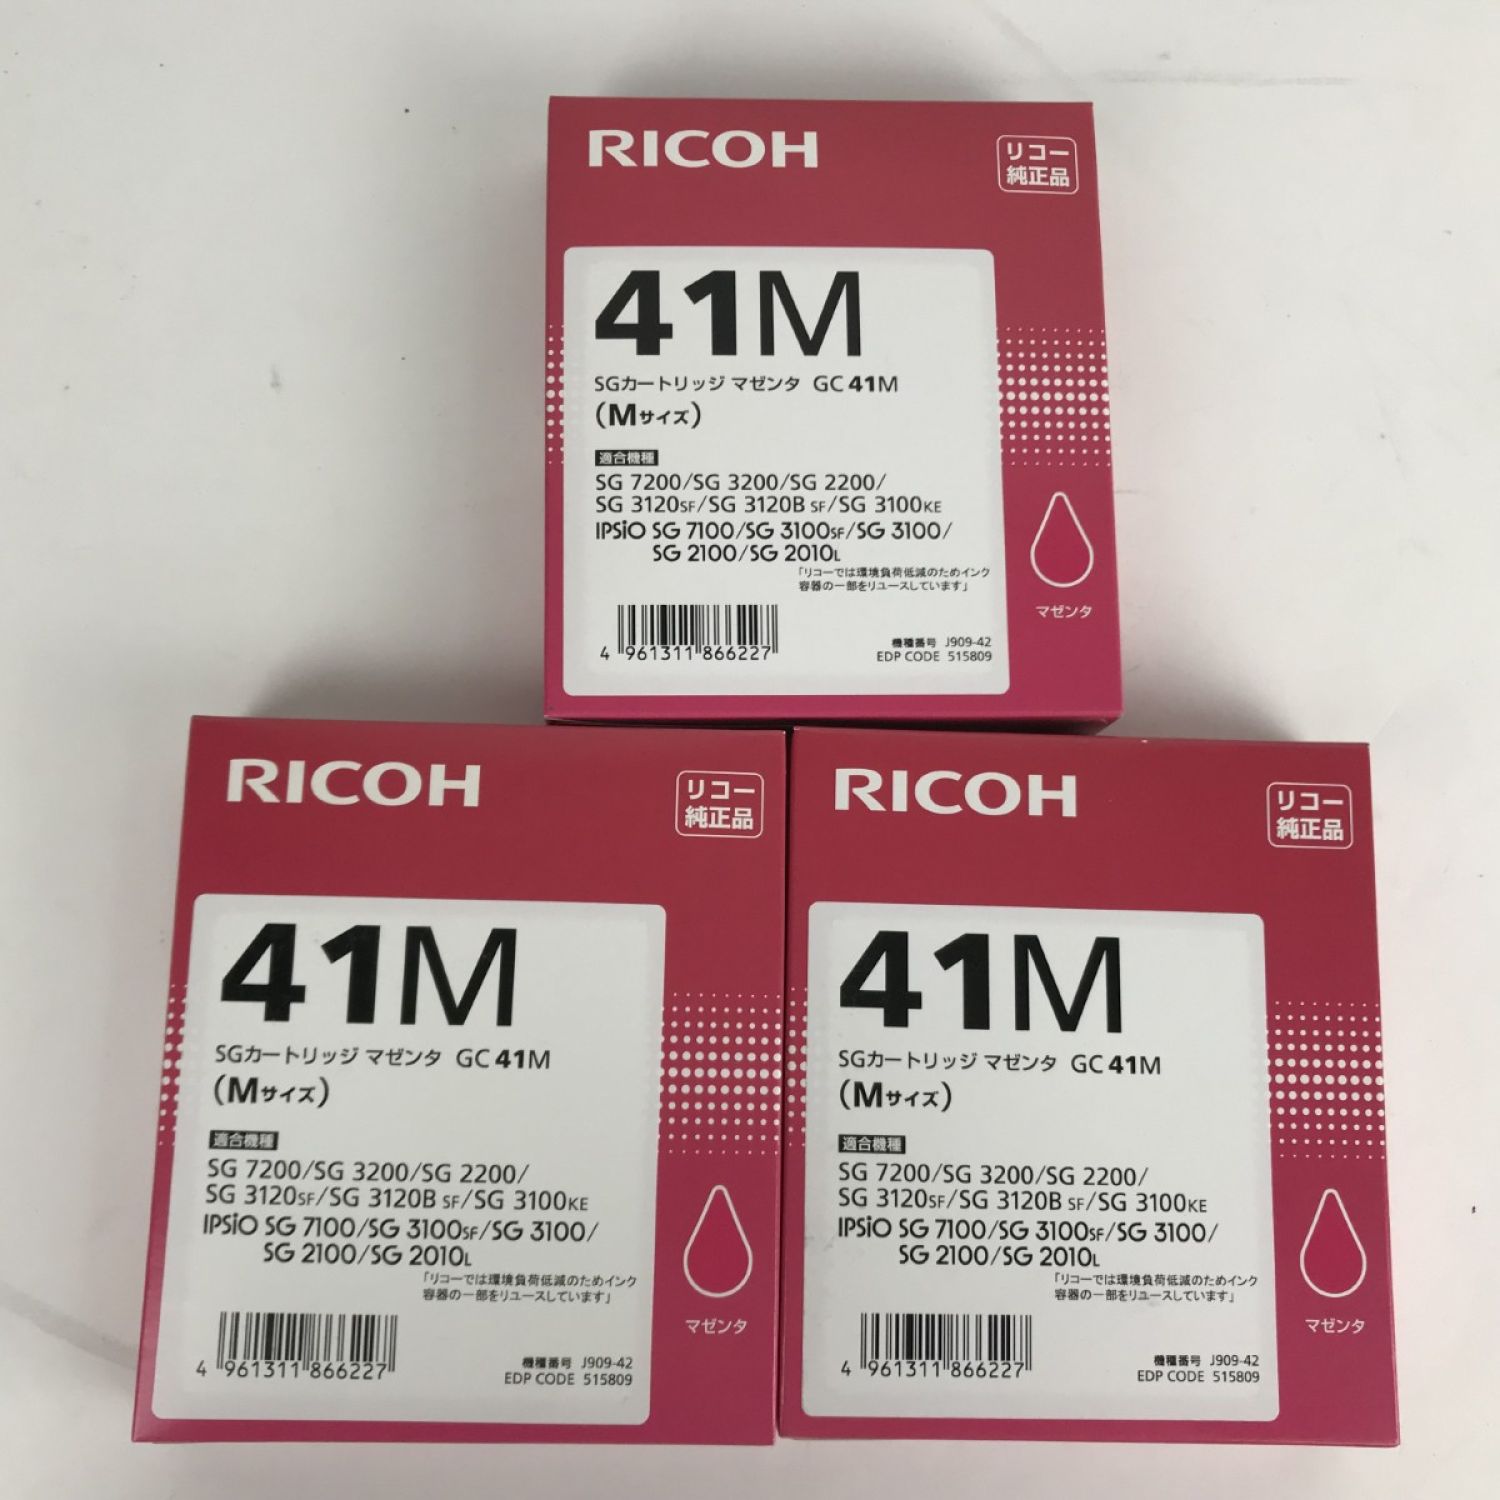 RICOH
リコー
純正品
41M
SGカートリッジ マゼンタ GC 41M
(Mサイズ)
適合機種
SG 7200/SG 3200/SG 2200/
SG 3120SF/SG 3120B SF/SG 3100KE
IPSiO SG 7100/SG 3100SF/SG 3100/
SG 2100/SG 2010L
「リコーでは環境負荷低減のためインク
容器の一部をリユースしています」
マゼンタ
4 961311 866227
機種番号 J909-42
EDP CODE 515809
RICOH
リコー
純正品
41M
SGカートリッジ マゼンタ GC 41M
(Mサイズ)
適合機種
SG 7200/SG 3200/SG 2200/
SG 3120SF/SG 3120B SF/SG 3100KE
IPSiO SG 7100/SG 3100SF/SG 3100/
SG 2100/SG 2010L
「リコーでは環境負荷低減のためインク
容器の一部をリユースしています」
マゼンタ
4 961311 866227
機種番号 J909-42
EDP CODE 515809
RICOH
リコー
純正品
41M
SGカートリッジ マゼンタ GC 41M
(Mサイズ)
適合機種
SG 7200/SG 3200/SG 2200/
SG 3120SF/SG 3120B SF/SG 3100KE
IPSiO SG 7100/SG 3100SF/SG 3100/
SG 2100/SG 2010L
「リコーでは環境負荷低減のためインク
容器の一部をリユースしています」
マゼンタ
4 961311 866227
機種番号 J909-42
EDP CODE 515809